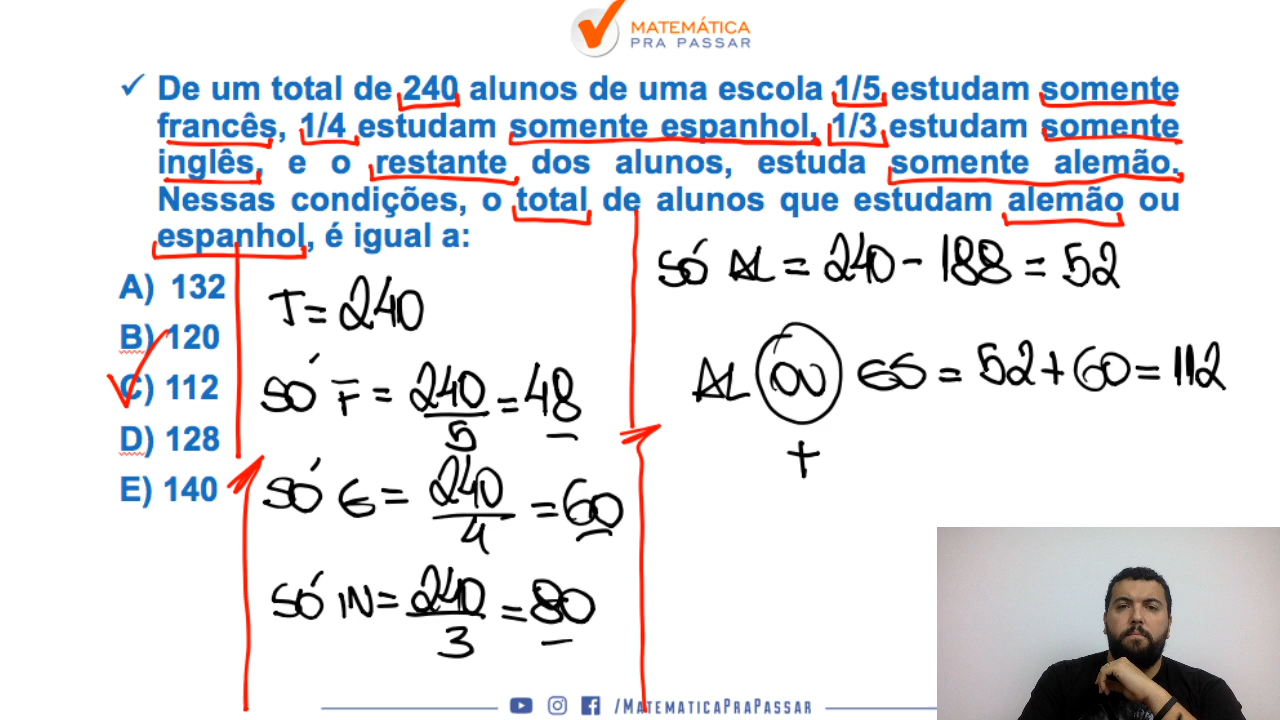 MATEMÁTICA
PRA PASSAR
✓ De um total de 240 alunos de uma escola 1/5 estudam somente
francês, 1/4 estudam somente espanhol, 1/3 estudam somente
inglês, e o restante dos alunos, estuda somente alemão.
Nessas condições, o total de alunos que estudam alemão ou
espanhol, é igual a:
A) 132
B) 120
C) 112
D) 128
E) 140
T = 240
SÓ F = 240/5 = 48
SÓ E = 240/4 = 60
SÓ IN = 240/3 = 80
SÓ AL = 240 - 188 = 52
AL OU ES = 52 + 60 = 112
+
/MATEMATICAPRAPASSAR